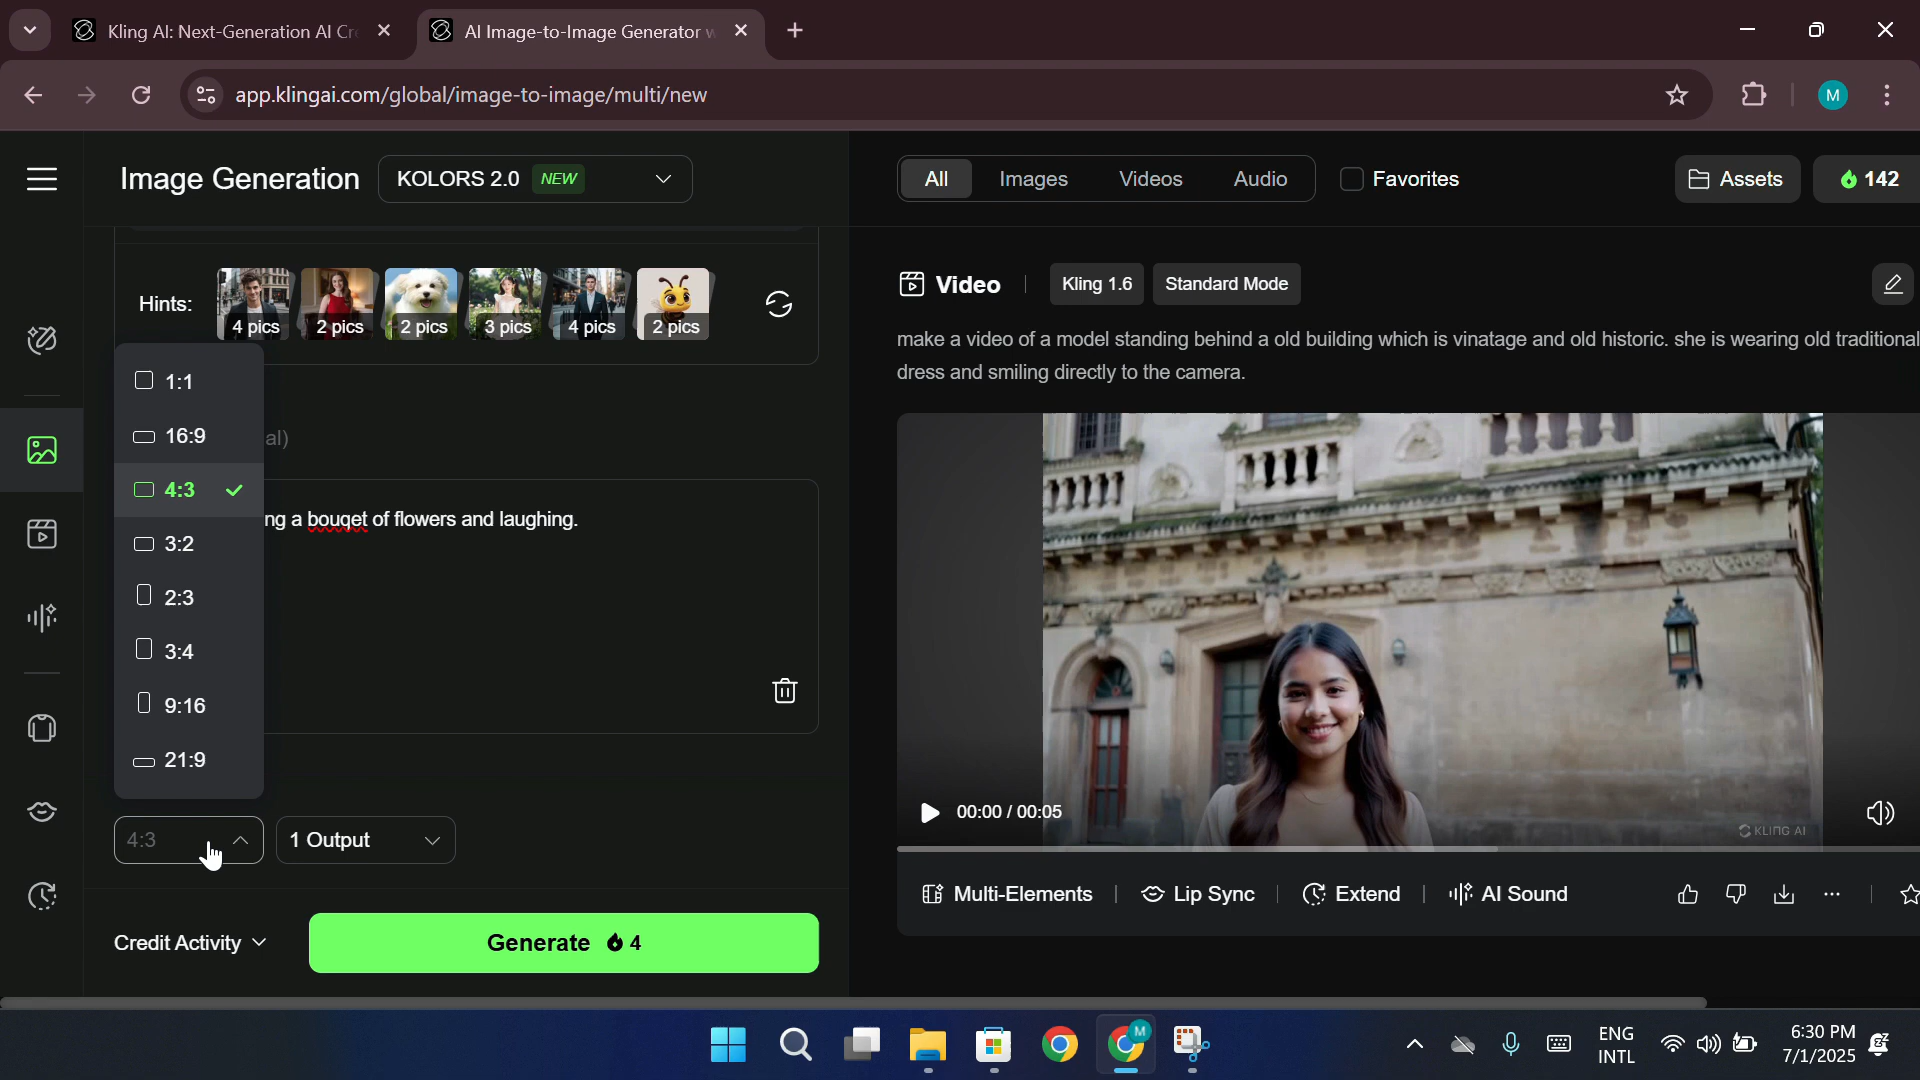 Kling AI: Next-Generation AI Cr
AI Image-to-Image Generator w
app.klingai.com/global/image-to-image/multi/new
M
Image Generation
KOLORS 2.0 NEW
All
Images
Videos
Audio
Favorites
Assets
142
Hints:
4 pics
2 pics
2 pics
3 pics
4 pics
2 pics
1:1
16:9
4:3
3:2
2:3
3:4
9:16
21:9
al)
ng a bouqet of flowers and laughing.
4:3
1 Output
Credit Activity
Generate 4
Video
Kling 1.6
Standard Mode
make a video of a model standing behind a old building which is vinatage and old historic. she is wearing old traditional
dress and smiling directly to the camera.
00:00 / 00:05
KLING AI
Multi-Elements
Lip Sync
Extend
AI Sound
M
ENG
INTL
6:30 PM
7/1/2025